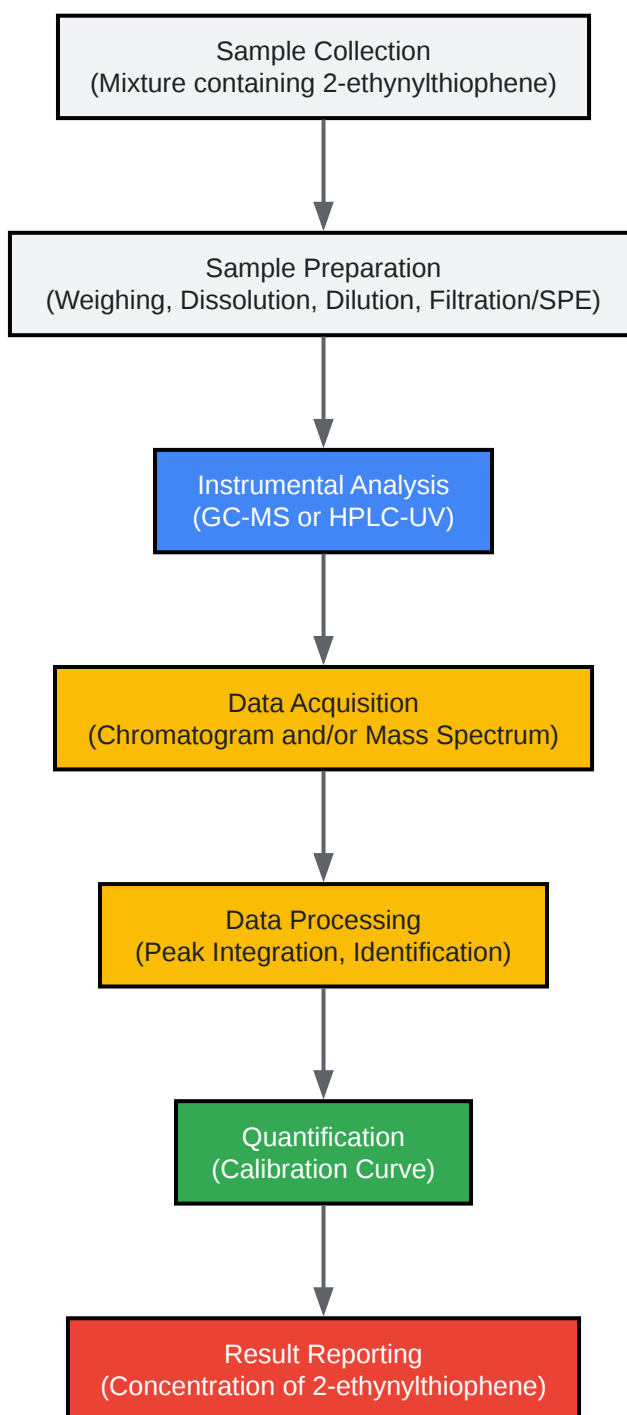 Sample Collection
(Mixture containing 2-ethynylthiophene)
Sample Preparation
(Weighing, Dissolution, Dilution, Filtration/SPE)
Instrumental Analysis
(GC-MS or HPLC-UV)
Data Acquisition
(Chromatogram and/or Mass Spectrum)
Data Processing
(Peak Integration, Identification)
Quantification
(Calibration Curve)
Result Reporting
(Concentration of 2-ethynylthiophene)